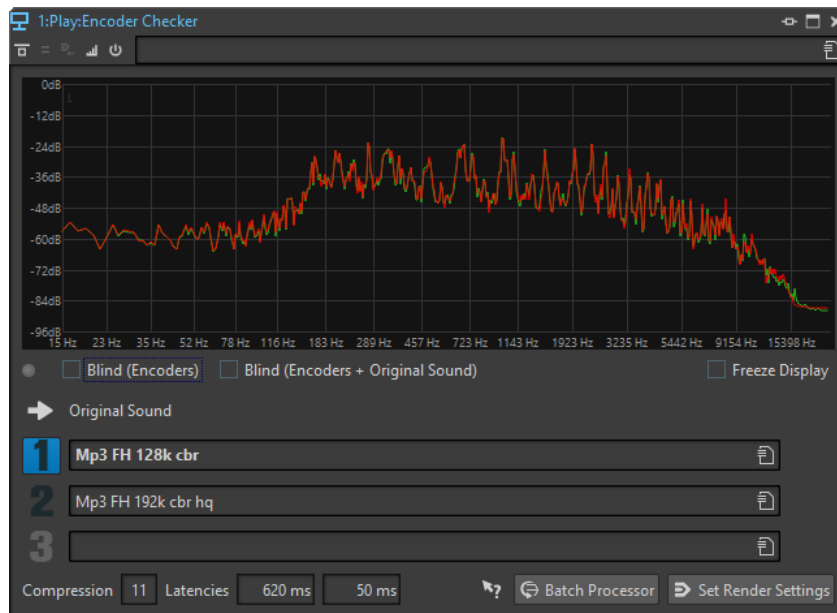 1:Play:Encoder Checker
0dB
-12dB
-24dB
-36dB
-48dB
-60dB
-72dB
-84dB
-96dB
15 Hz 23 Hz 35 Hz 52 Hz 78 Hz 116 Hz 183 Hz 289 Hz 457 Hz 723 Hz 1143 Hz 1923 Hz 3235 Hz 5442 Hz 9154 Hz 15398 Hz
Blind (Encoders) Blind (Encoders + Original Sound) Freeze Display
Original Sound
1 Mp3 FH 128k cbr
2 Mp3 FH 192k cbr hq
3
Compression 11 Latencies 620 ms 50 ms ? Batch Processor Set Render Settings